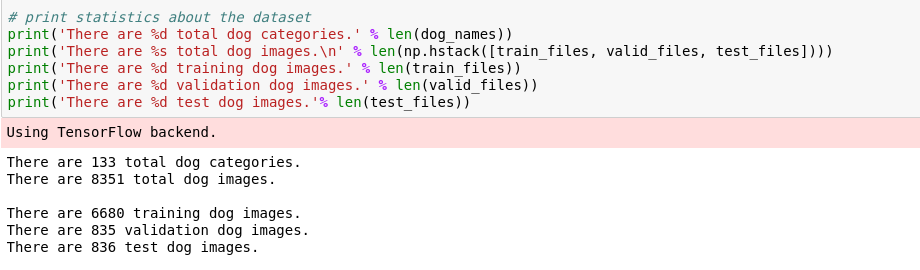 # print statistics about the dataset
print('There are %d total dog categories.' % len(dog_names))
print('There are %s total dog images.\n' % len(np.hstack([train_files, valid_files, test_files])))
print('There are %d training dog images.' % len(train_files))
print('There are %d validation dog images.' % len(valid_files))
print('There are %d test dog images.'% len(test_files))
Using TensorFlow backend.
There are 133 total dog categories.
There are 8351 total dog images.
There are 6680 training dog images.
There are 835 validation dog images.
There are 836 test dog images.